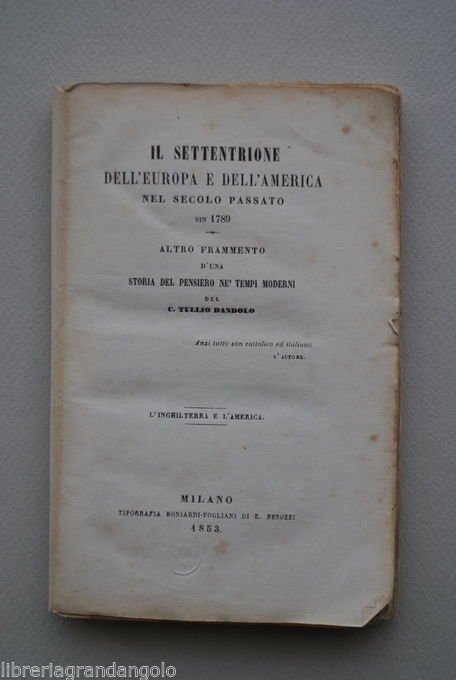 IL SETTENTRIONE
DELL'EUROPA E DELL'AMERICA
NEL SECOLO PASSATO
SIN 1789
ALTRO FRAMMENTO
D'UNA
STORIA DEL PENSIERO NE' TEMPI MODERNI
DEL
C. TULLIO DANDOLO
Anzi tutto son cattolico ed italiano
L'AUTORE.
L'INGHILTERRA E L'AMERICA.
MILANO
TIPOGRAFIA BONIARDI-POGLIANI DI E. BESOZZI
1853.
libreriagrandangolo